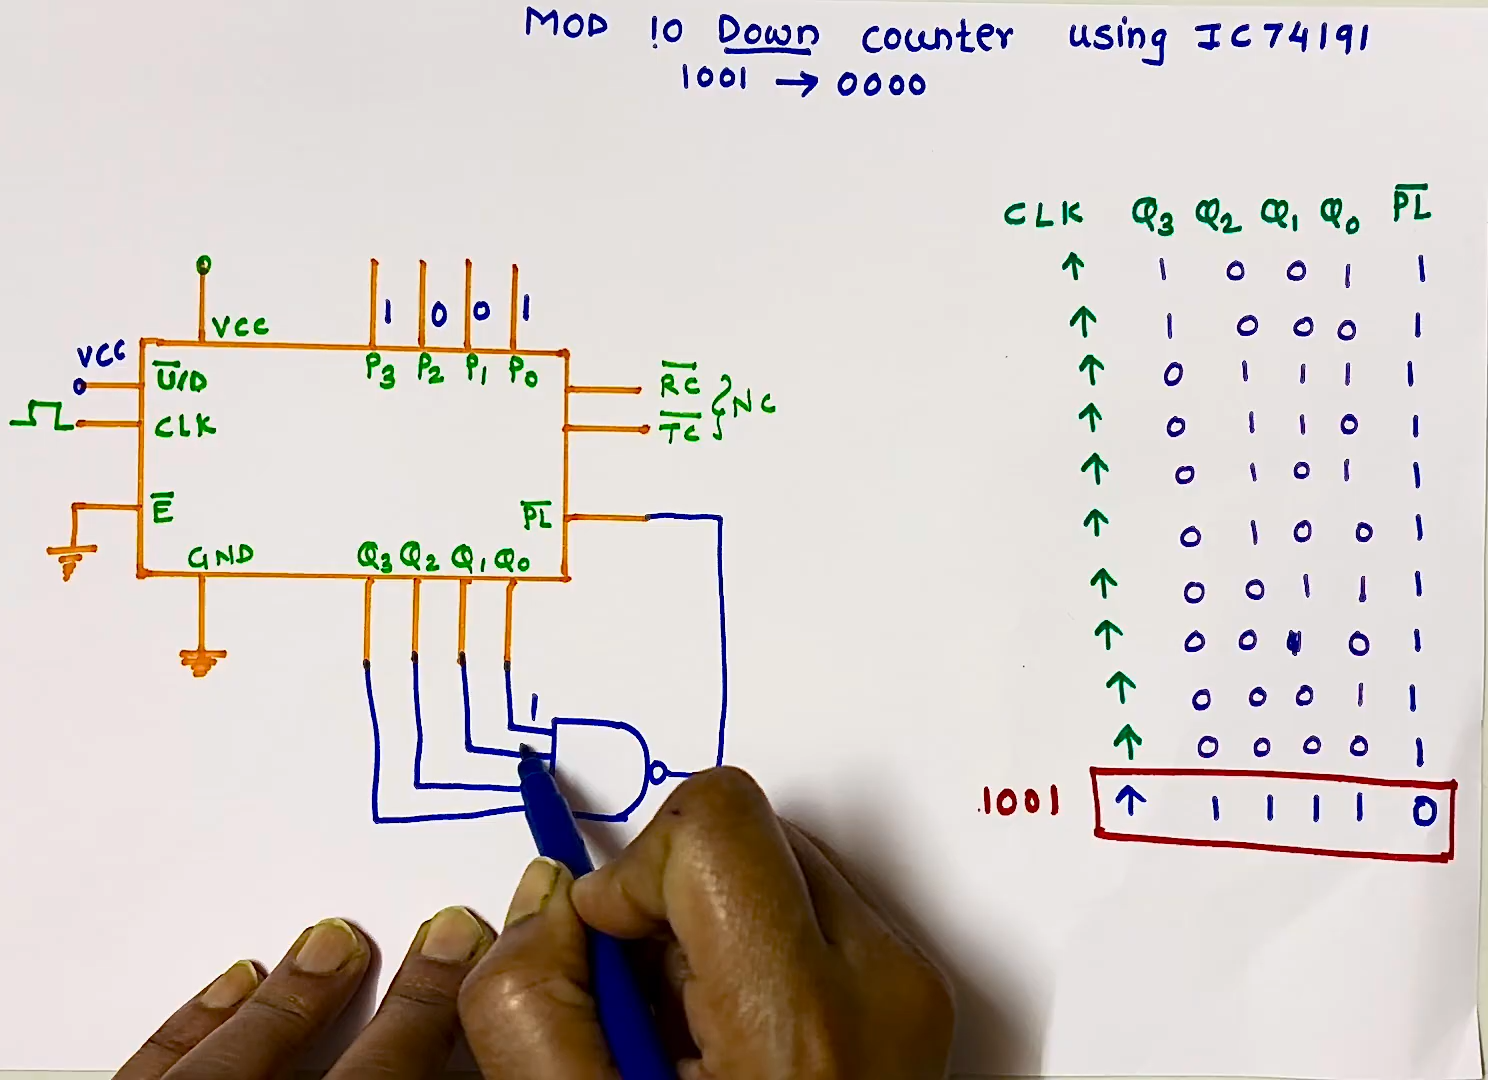 MOD 10 Down counter using IC74191
1001 → 0000
VCC
VCC
U̅/D
CLK
E̅
GND
1 0 0 1
P3 P2 P1 P0
R̅C̅
T̅C̅
} NC
P̅L̅
Q3 Q2 Q1 Q0
1
CLK Q3 Q2 Q1 Q0 P̅L̅
↑ 1 0 0 1 1
↑ 1 0 0 0 1
↑ 0 1 1 1 1
↑ 0 1 1 0 1
↑ 0 1 0 1 1
↑ 0 1 0 0 1
↑ 0 0 1 1 1
↑ 0 0 1 0 1
↑ 0 0 0 1 1
↑ 0 0 0 0 1
1001 ↑ 1 1 1 1 0